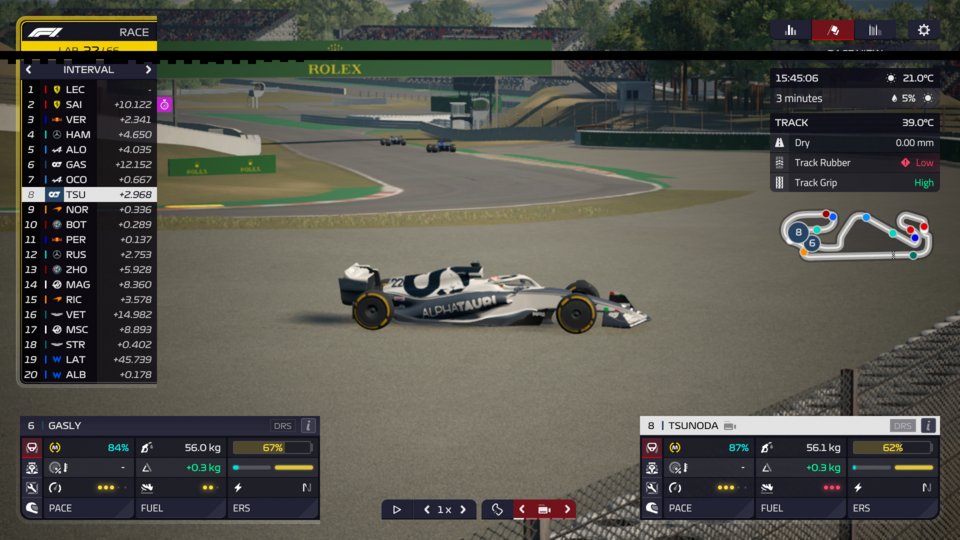 RACE
LAP 37/66
INTERVAL
1 LEC -
2 SAI +10.122
3 VER +2.341
4 HAM +4.650
5 ALO +4.035
6 GAS +12.152
7 OCO +0.667
8 TSU +2.968
9 NOR +0.336
10 BOT +0.289
11 PER +0.137
12 RUS +2.753
13 ZHO +5.928
14 MAG +8.360
15 RIC +3.578
16 VET +14.982
17 MSC +8.893
18 STR +0.402
19 LAT +45.739
20 ALB +0.178
ROLEX
ROLEX
ROLEX
15:45:06 21.0°C
3 minutes 5%
TRACK 39.0°C
Dry 0.00 mm
Track Rubber Low
Track Grip High
8
6
22
ALPHATAURI
6 GASLY DRS i
M 84% 56.0 kg 67%
- +0.3 kg
N
PACE FUEL ERS
1x
8 TSUNODA DRS i
M 87% 56.1 kg 62%
- +0.3 kg
N
PACE FUEL ERS